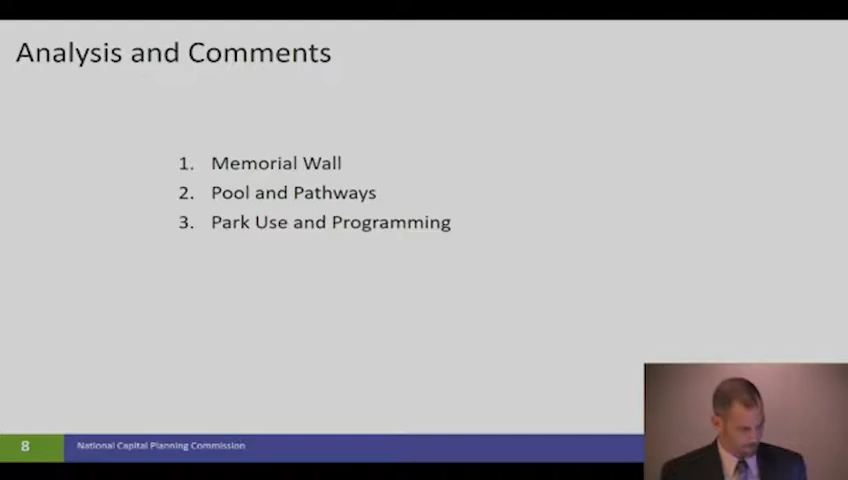 Analysis and Comments
1. Memorial Wall
2. Pool and Pathways
3. Park Use and Programming
8
National Capital Planning Commission